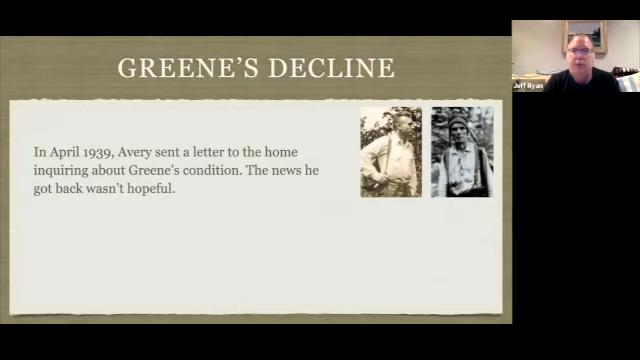 GREENE'S DECLINE
In April 1939, Avery sent a letter to the home
inquiring about Greene's condition. The news he
got back wasn't hopeful.
Jeff Ryan